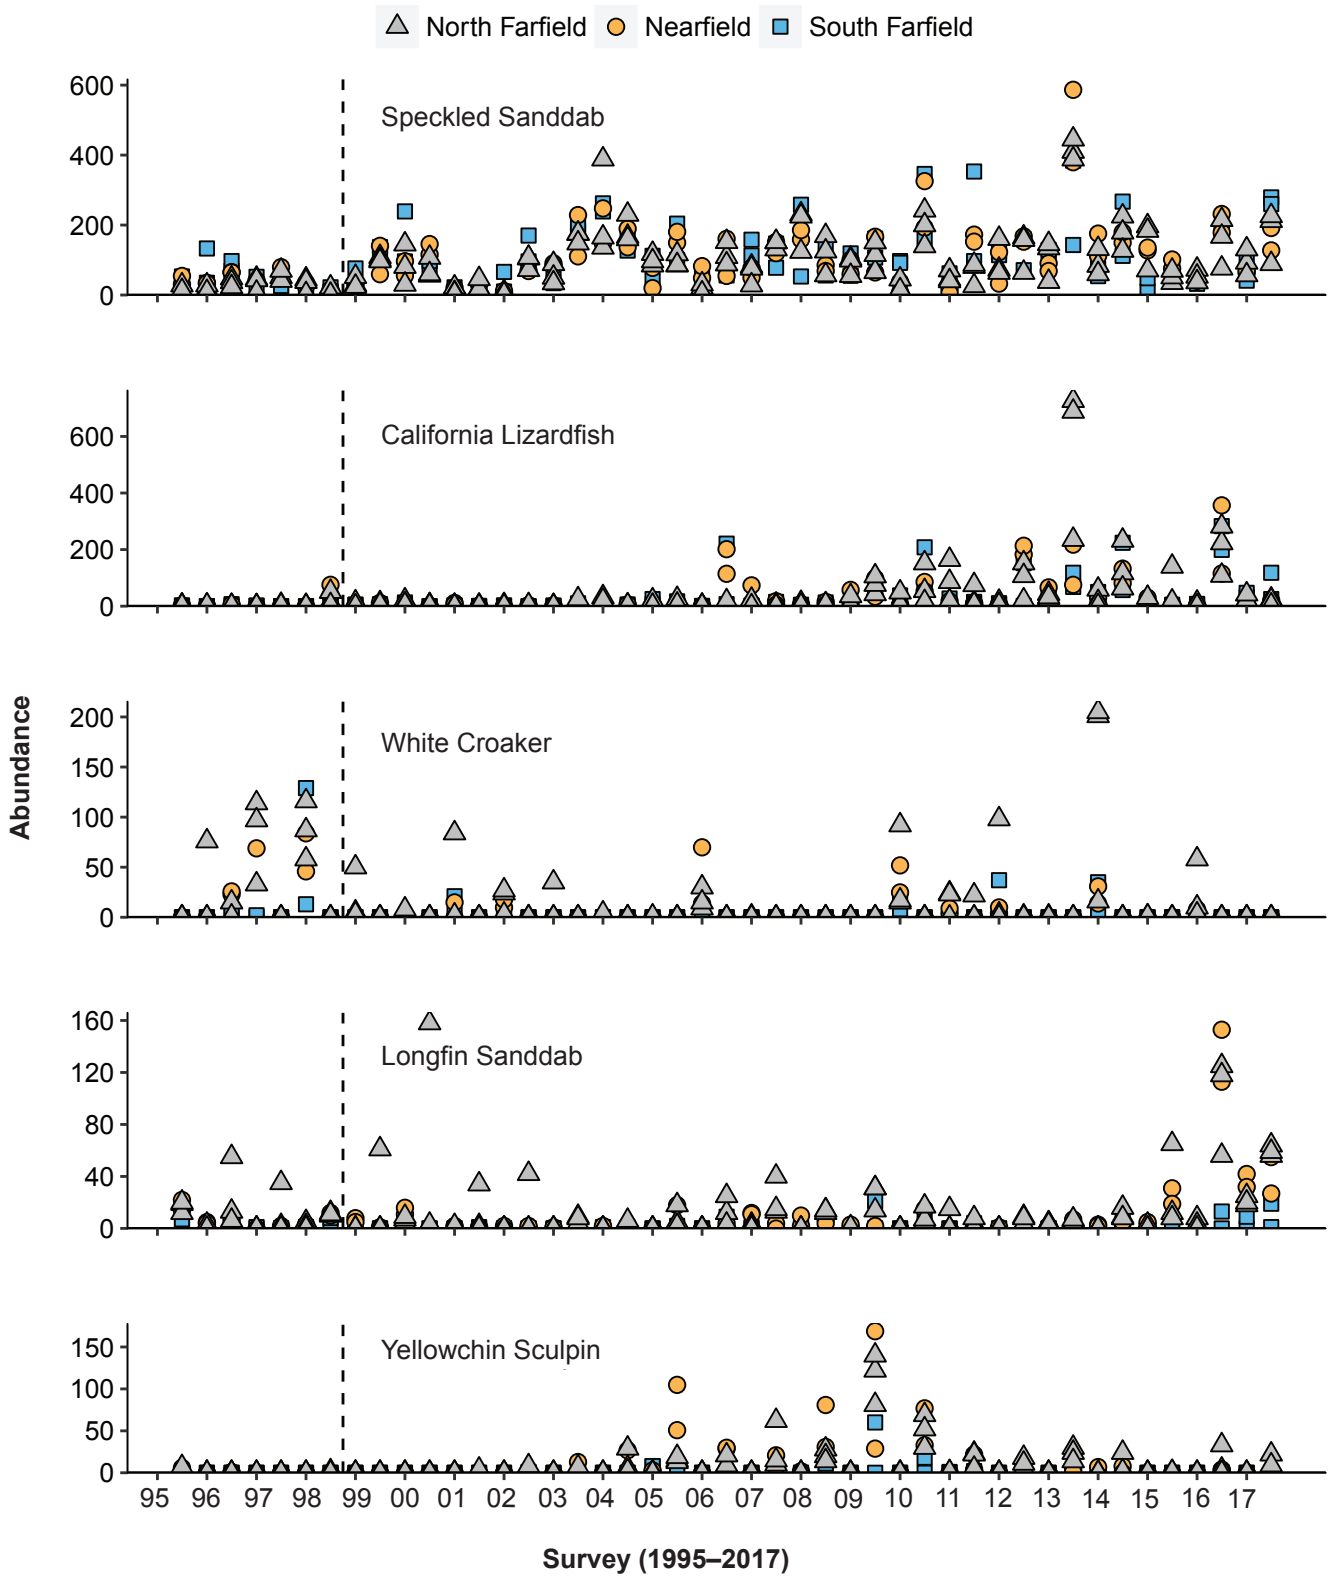 North Farfield Nearfield South Farfield
600
Speckled Sanddab
400
200
0
California Lizardfish
600
400
200
0
Abundance
200
White Croaker
150
100
50
0
160
Longfin Sanddab
120
80
40
0
Yellowchin Sculpin
150
100
50
0
95 96 97 98 99 00 01 02 03 04 05 06 07 08 09 10 11 12 13 14 15 16 17
Survey (1995–2017)